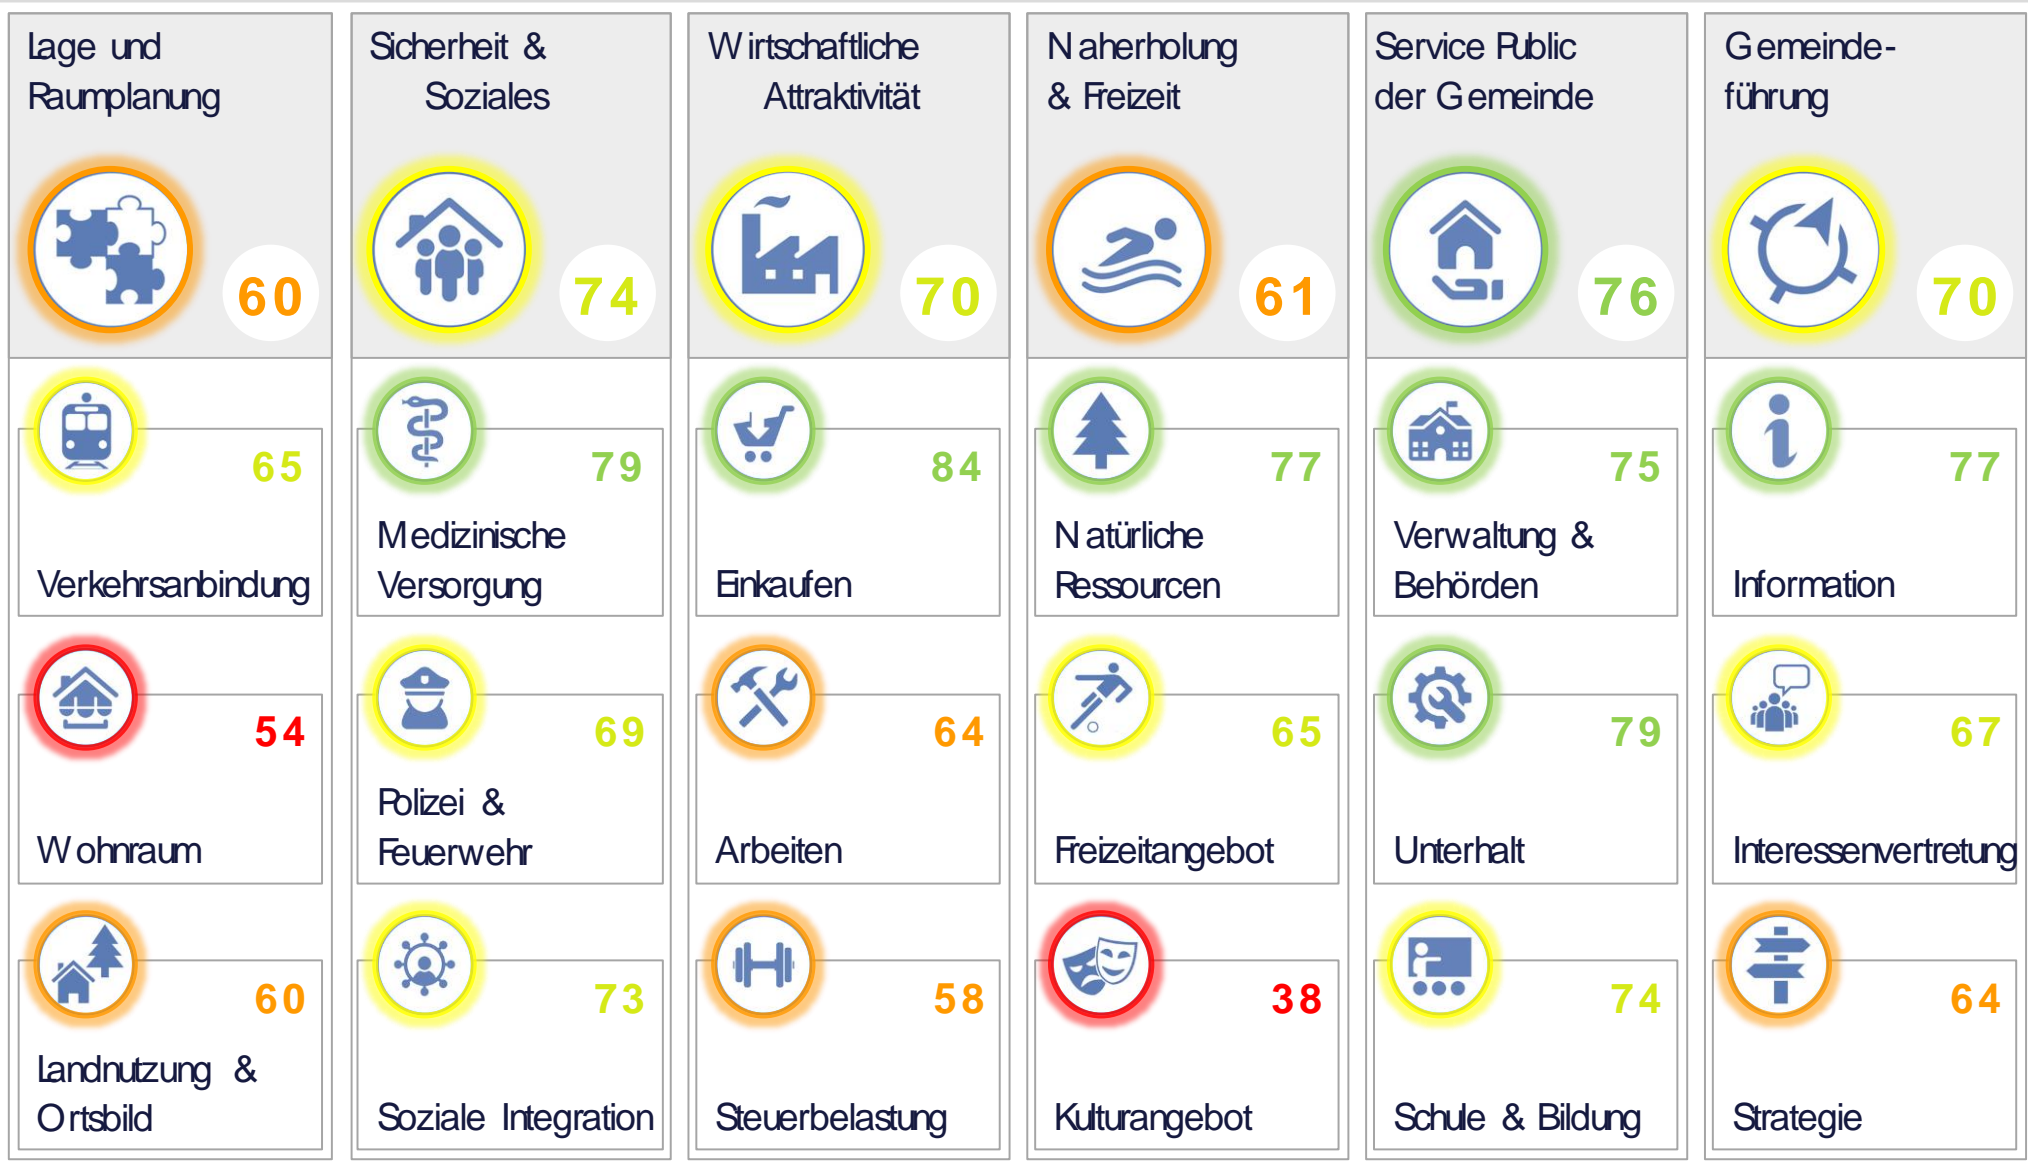 Lage und
Raumplanung
60
Verkehrsanbindung
65
Wohnraum
54
Landnutzung &
Ortsbild
60
Sicherheit &
Soziales
74
Medizinische
Versorgung
79
Polizei &
Feuerwehr
69
Soziale Integration
73
Wirtschaftliche
Attraktivität
70
Einkaufen
84
Arbeiten
64
Steuerbelastung
58
Naherholung
& Freizeit
61
Natürliche
Ressourcen
77
Freizeitangebot
65
Kulturangebot
38
Service Public
der Gemeinde
76
Verwaltung &
Behörden
75
Unterhalt
79
Schule & Bildung
74
Gemeinde-
führung
70
Information
77
Interessenvertretung
67
Strategie
64